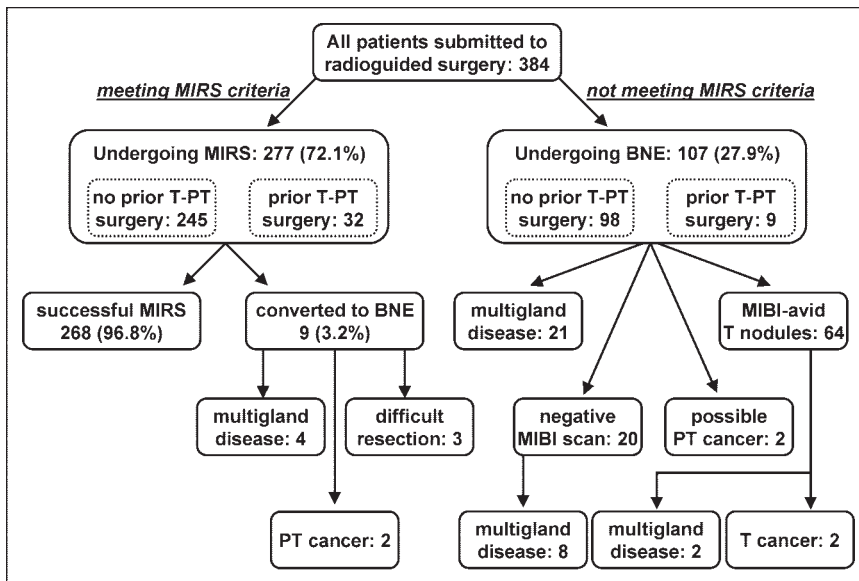 All patients submitted to
radioguided surgery: 384
meeting MIRS criteria
not meeting MIRS criteria
Undergoing MIRS: 277 (72.1%)
no prior T-PT
surgery: 245
prior T-PT
surgery: 32
Undergoing BNE: 107 (27.9%)
no prior T-PT
surgery: 98
prior T-PT
surgery: 9
successful MIRS
268 (96.8%)
converted to BNE
9 (3.2%)
multigland
disease: 21
MIBI-avid
T nodules: 64
multigland
disease: 4
difficult
resection: 3
negative
MIBI scan: 20
possible
PT cancer: 2
PT cancer: 2
multigland
disease: 8
multigland
disease: 2
T cancer: 2